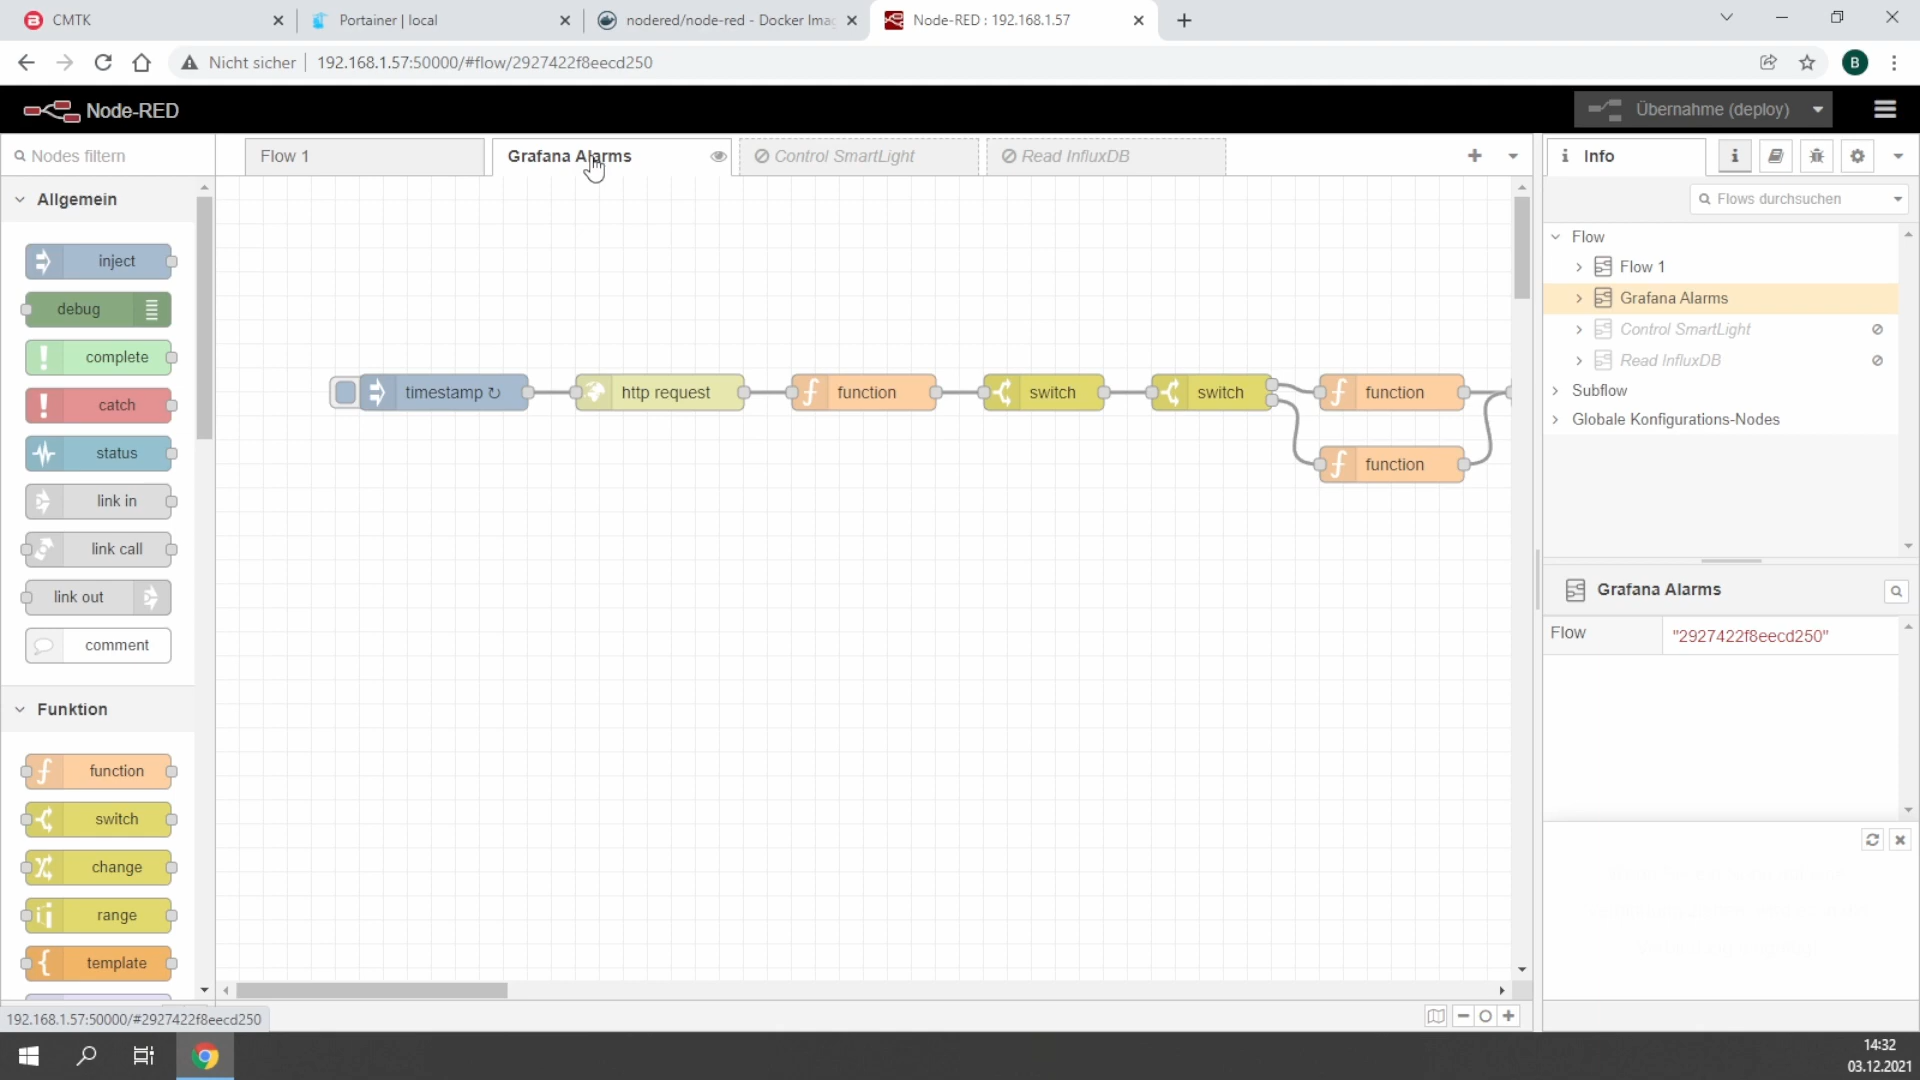 CMTK
Portainer | local
nodered/node-red - Docker Imag
Node-RED : 192.168.1.57
Nicht sicher
192.168.1.57:50000/#flow/2927422f8eecd250
B
Node-RED
Übernahme (deploy)
Nodes filtern
Flow 1
Grafana Alarms
Control SmartLight
Read InfluxDB
Info
Flows durchsuchen
Allgemein
inject
debug
complete
catch
status
link in
link call
link out
comment
Funktion
function
switch
change
range
template
timestamp ↻
http request
function
switch
switch
function
function
Flow
Flow 1
Grafana Alarms
Control SmartLight
Read InfluxDB
Subflow
Globale Konfigurations-Nodes
Grafana Alarms
Flow
"2927422f8eecd250"
192.168.1.57:50000/#2927422f8eecd250
14:32
03.12.2021